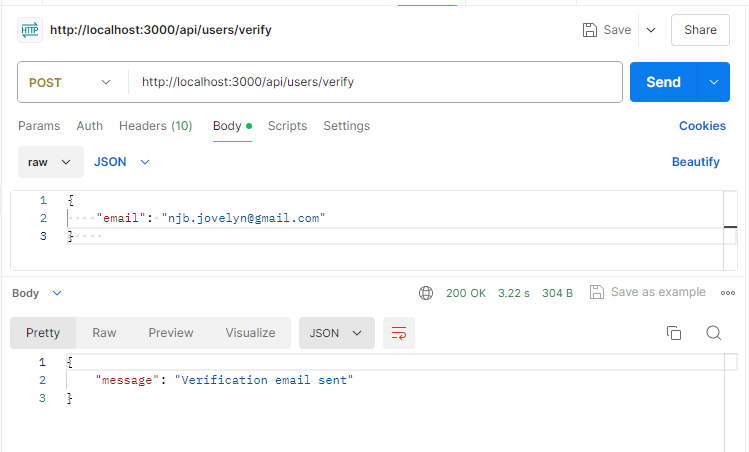 HTTP http://localhost:3000/api/users/verify Save Share
POST http://localhost:3000/api/users/verify Send
Params Auth Headers (10) Body Scripts Settings Cookies
raw JSON Beautify
1 {
2 ····"email":·"njb.jovelyn@gmail.com"
3 }····
Body 200 OK 3.22 s 304 B Save as example
Pretty Raw Preview Visualize JSON
1 {
2 "message": "Verification email sent"
3 }